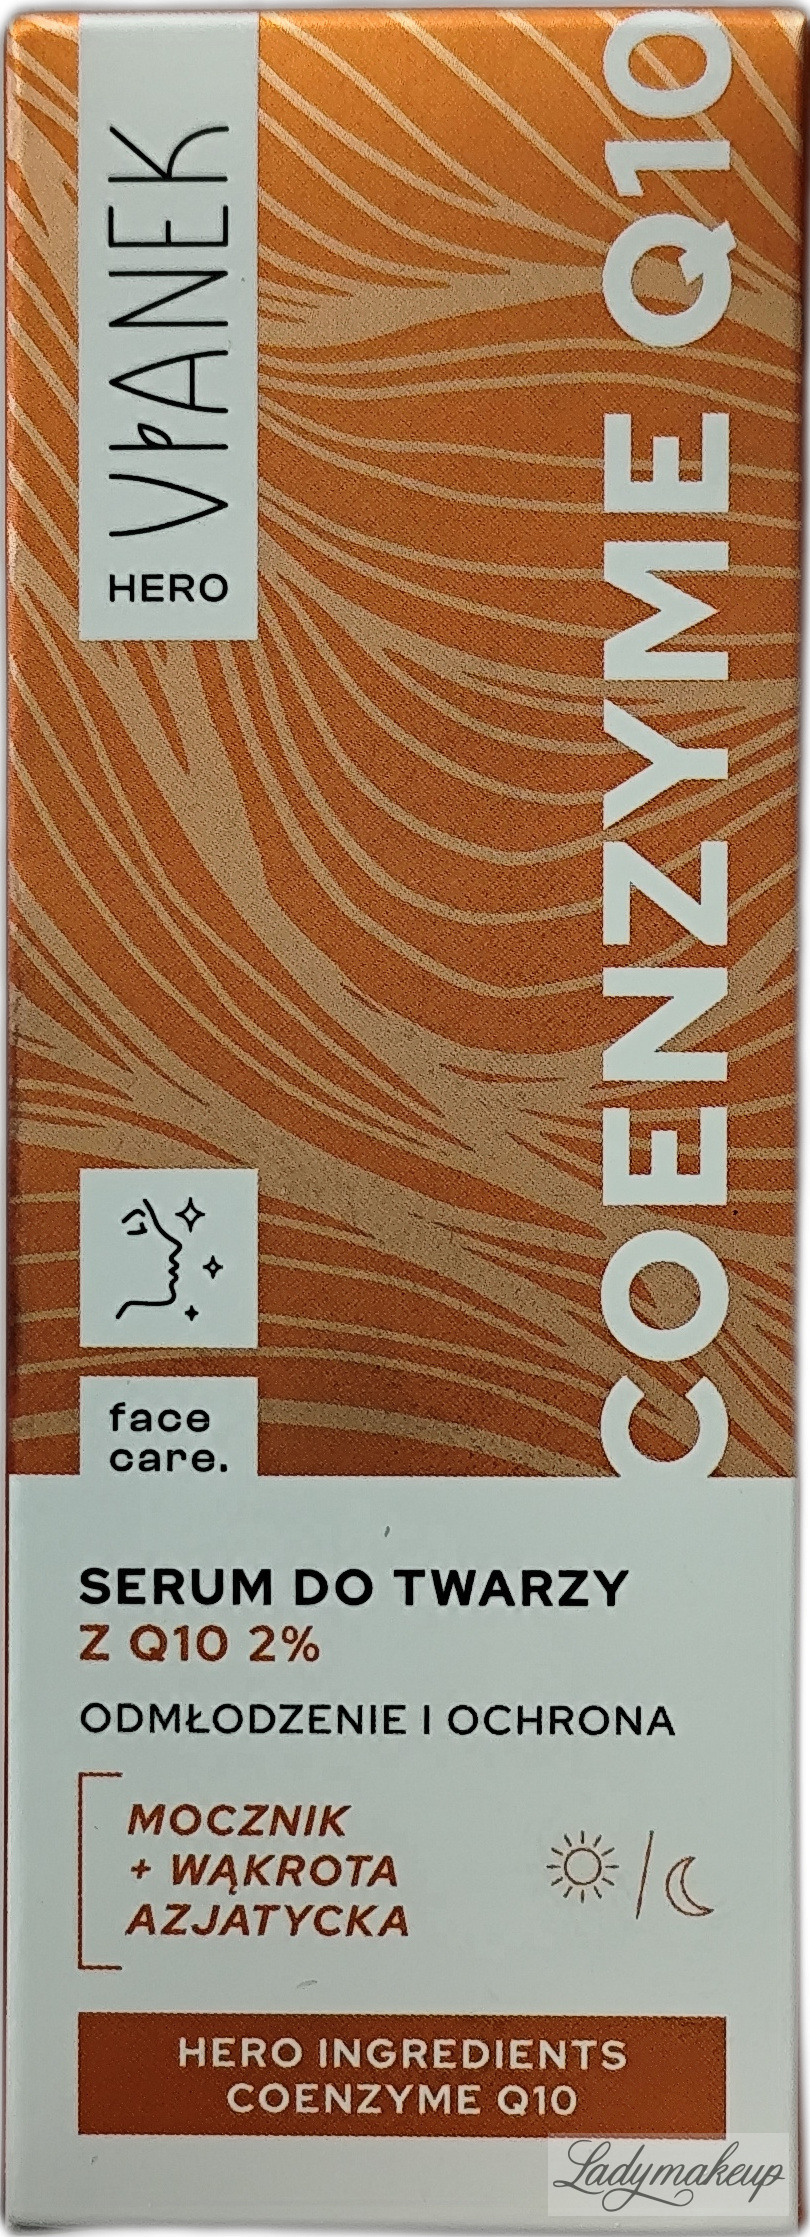 VIANEK
HERO
COENZYME Q10
face
care.
SERUM DO TWARZY
Z Q10 2%
ODMŁODZENIE I OCHRONA
MOCZNIK
+ WĄKROTA
AZJATYCKA
HERO INGREDIENTS
COENZYME Q10
Ladymakeup